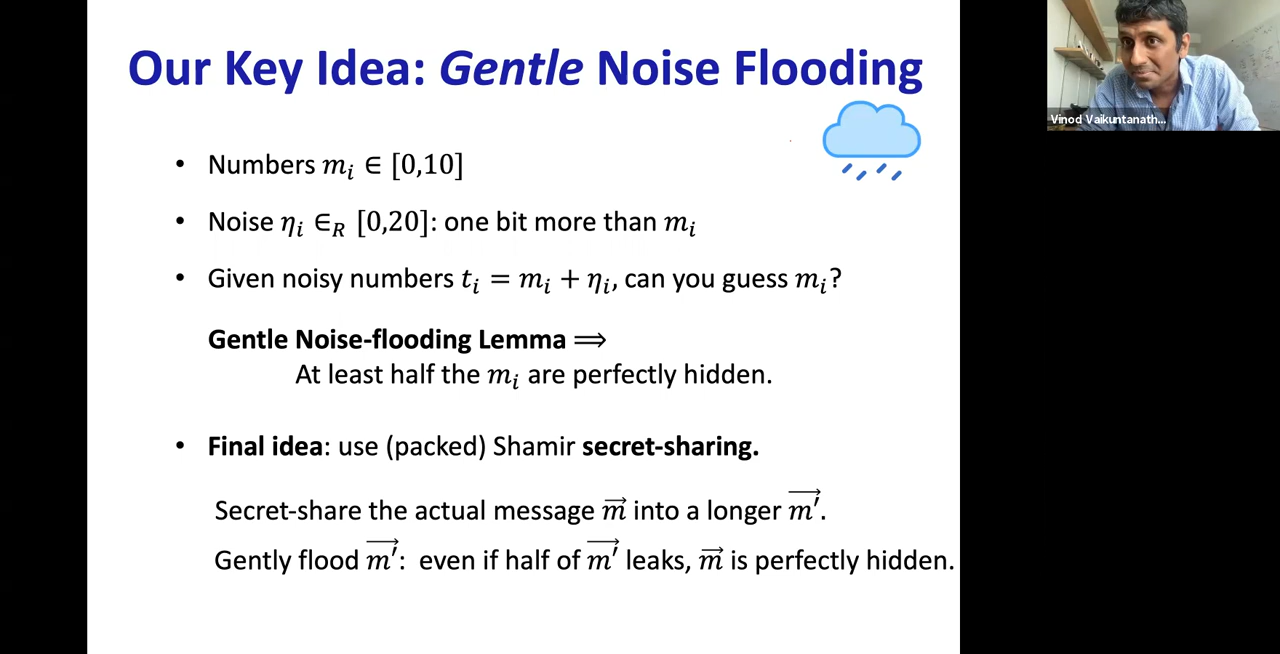 Our Key Idea: Gentle Noise Flooding
Vinod Vaikuntanath...
• Numbers 𝑚ᵢ ∈ [0,10]
• Noise 𝜂ᵢ ∈_R [0,20]: one bit more than 𝑚ᵢ
• Given noisy numbers 𝑡ᵢ = 𝑚ᵢ + 𝜂ᵢ, can you guess 𝑚ᵢ?
Gentle Noise-flooding Lemma ⟹
At least half the 𝑚ᵢ are perfectly hidden.
• Final idea: use (packed) Shamir secret-sharing.
Secret-share the actual message 𝑚⃗ into a longer 𝑚′⃗.
Gently flood 𝑚′⃗: even if half of 𝑚′⃗ leaks, 𝑚⃗ is perfectly hidden.